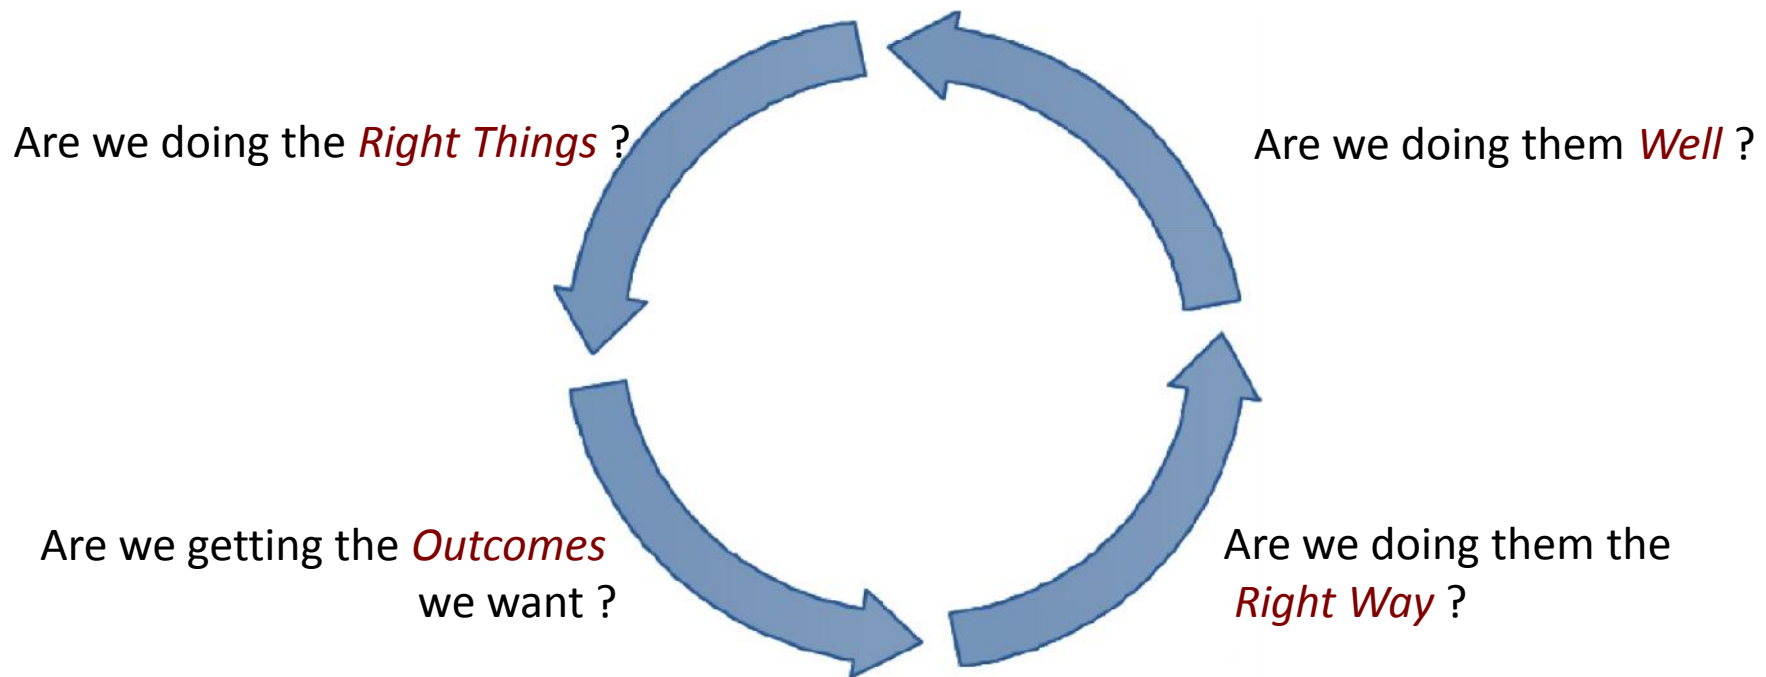 Are we doing the Right Things ?
Are we doing them Well ?
Are we getting the Outcomes
we want ?
Are we doing them the
Right Way ?